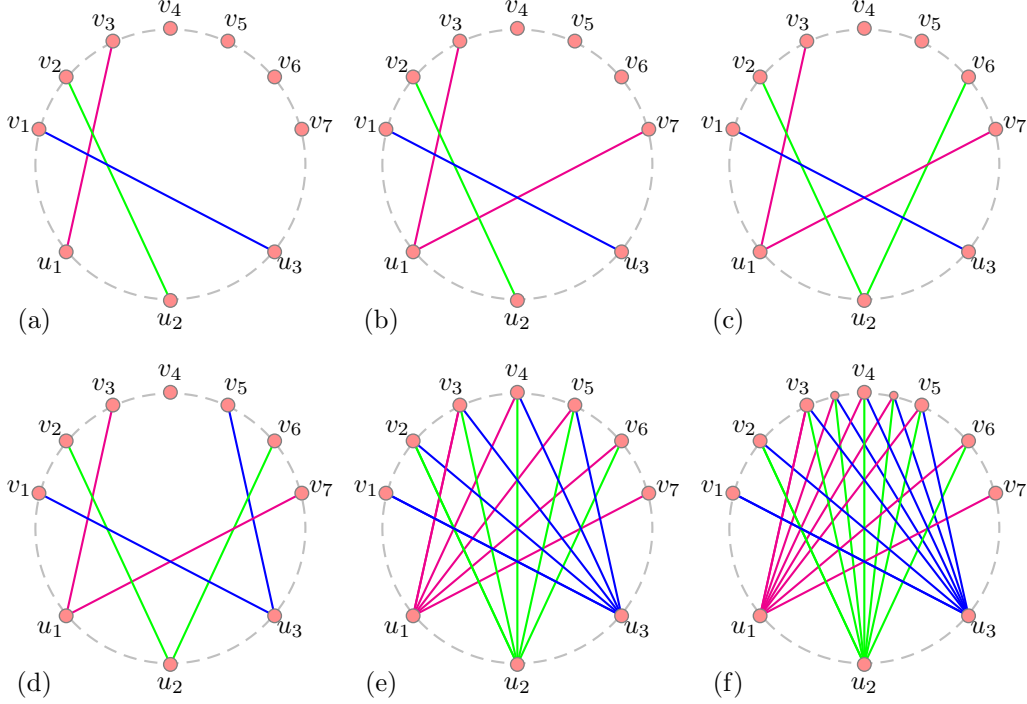 v₃ v₄ v₅ v₃ v₄ v₅ v₃ v₄ v₅
v₂ v₆ v₂ v₆ v₂ v₆
v₁ v₇ v₁ v₇ v₁ v₇
u₁ u₃ u₁ u₃ u₁ u₃
(a) u₂ (b) u₂ (c) u₂
v₃ v₄ v₅ v₃ v₄ v₅ v₃ v₄ v₅
v₂ v₆ v₂ v₆ v₂ v₆
v₁ v₇ v₁ v₇ v₁ v₇
u₁ u₃ u₁ u₃ u₁ u₃
(d) u₂ (e) u₂ (f) u₂